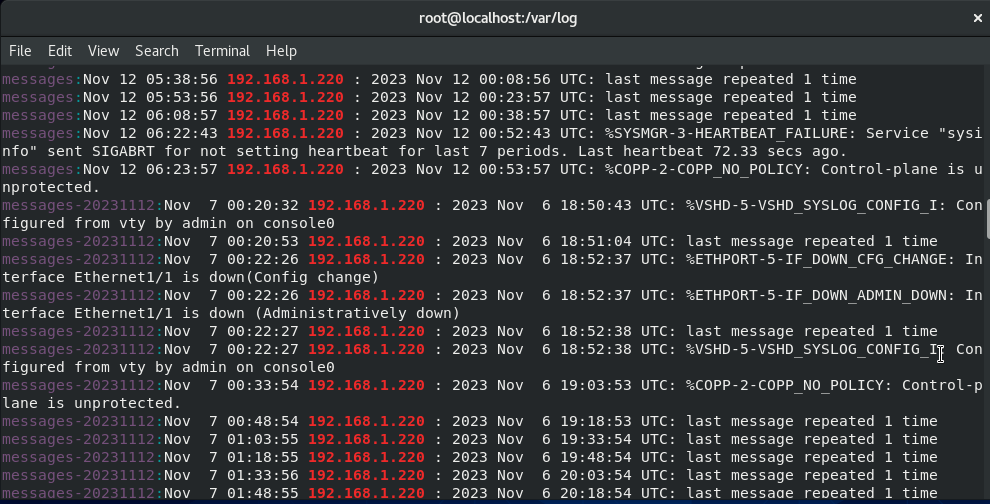 root@localhost:/var/log
File Edit View Search Terminal Help
messages:Nov 12 05:38:56 192.168.1.220 : 2023 Nov 12 00:08:56 UTC: last message repeated 1 time
messages:Nov 12 05:53:56 192.168.1.220 : 2023 Nov 12 00:23:57 UTC: last message repeated 1 time
messages:Nov 12 06:08:57 192.168.1.220 : 2023 Nov 12 00:38:57 UTC: last message repeated 1 time
messages:Nov 12 06:22:43 192.168.1.220 : 2023 Nov 12 00:52:43 UTC: %SYSMGR-3-HEARTBEAT_FAILURE: Service "sysi
nfo" sent SIGABRT for not setting heartbeat for last 7 periods. Last heartbeat 72.33 secs ago.
messages:Nov 12 06:23:57 192.168.1.220 : 2023 Nov 12 00:53:57 UTC: %COPP-2-COPP_NO_POLICY: Control-plane is u
nprotected.
messages-20231112:Nov  7 00:20:32 192.168.1.220 : 2023 Nov  6 18:50:43 UTC: %VSHD-5-VSHD_SYSLOG_CONFIG_I: Con
figured from vty by admin on console0
messages-20231112:Nov  7 00:20:53 192.168.1.220 : 2023 Nov  6 18:51:04 UTC: last message repeated 1 time
messages-20231112:Nov  7 00:22:26 192.168.1.220 : 2023 Nov  6 18:52:37 UTC: %ETHPORT-5-IF_DOWN_CFG_CHANGE: In
terface Ethernet1/1 is down(Config change)
messages-20231112:Nov  7 00:22:26 192.168.1.220 : 2023 Nov  6 18:52:37 UTC: %ETHPORT-5-IF_DOWN_ADMIN_DOWN: In
terface Ethernet1/1 is down (Administratively down)
messages-20231112:Nov  7 00:22:27 192.168.1.220 : 2023 Nov  6 18:52:38 UTC: last message repeated 1 time
messages-20231112:Nov  7 00:22:27 192.168.1.220 : 2023 Nov  6 18:52:38 UTC: %VSHD-5-VSHD_SYSLOG_CONFIG_I: Con
figured from vty by admin on console0
messages-20231112:Nov  7 00:33:54 192.168.1.220 : 2023 Nov  6 19:03:53 UTC: %COPP-2-COPP_NO_POLICY: Control-p
lane is unprotected.
messages-20231112:Nov  7 00:48:54 192.168.1.220 : 2023 Nov  6 19:18:53 UTC: last message repeated 1 time
messages-20231112:Nov  7 01:03:55 192.168.1.220 : 2023 Nov  6 19:33:54 UTC: last message repeated 1 time
messages-20231112:Nov  7 01:18:55 192.168.1.220 : 2023 Nov  6 19:48:54 UTC: last message repeated 1 time
messages-20231112:Nov  7 01:33:56 192.168.1.220 : 2023 Nov  6 20:03:54 UTC: last message repeated 1 time
messages-20231112:Nov  7 01:48:55 192.168.1.220 : 2023 Nov  6 20:18:54 UTC: last message repeated 1 time